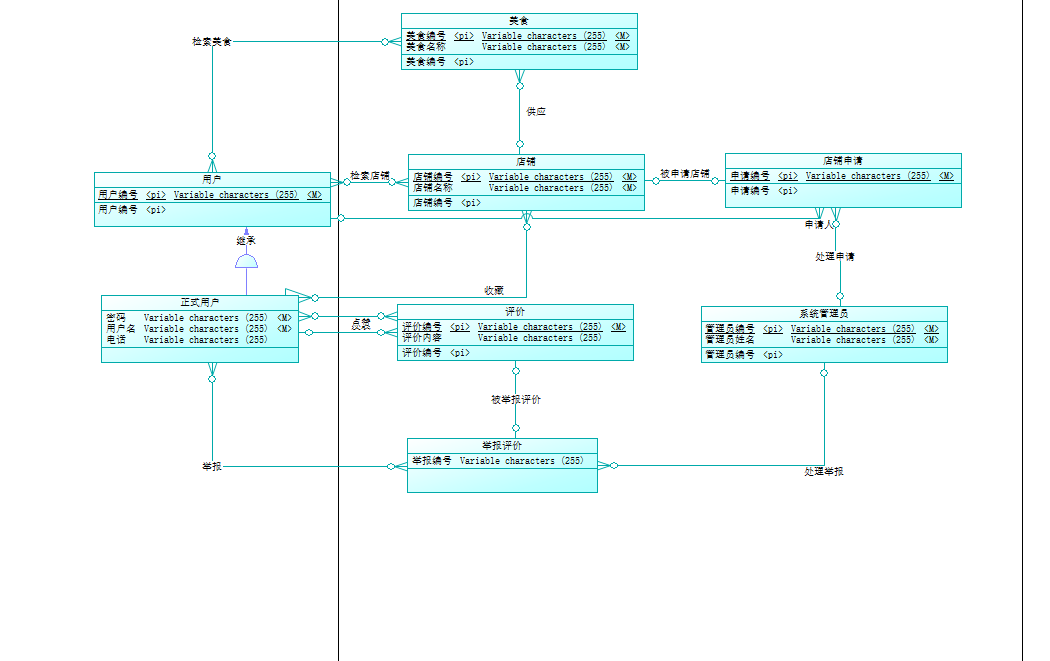 美食
美食编号 <pi> Variable characters (255) <M>
美食名称 Variable characters (255) <M>
美食编号 <pi>
检索美食
供应
用户
用户编号 <pi> Variable characters (255) <M>
用户编号 <pi>
检索店铺
店铺
店铺编号 <pi> Variable characters (255) <M>
店铺名称 Variable characters (255) <M>
店铺编号 <pi>
被申请店铺
店铺申请
申请编号 <pi> Variable characters (255) <M>
申请编号 <pi>
申请人
继承
处理申请
收藏
正式用户
密码 Variable characters (255) <M>
用户名 Variable characters (255) <M>
电话 Variable characters (255)
评价
评价编号 <pi> Variable characters (255) <M>
评价内容 Variable characters (255)
评价编号 <pi>
系统管理员
管理员编号 <pi> Variable characters (255) <M>
管理员姓名 Variable characters (255) <M>
管理员编号 <pi>
被举报评价
举报评价
举报编号 Variable characters (255)
举报
处理举报